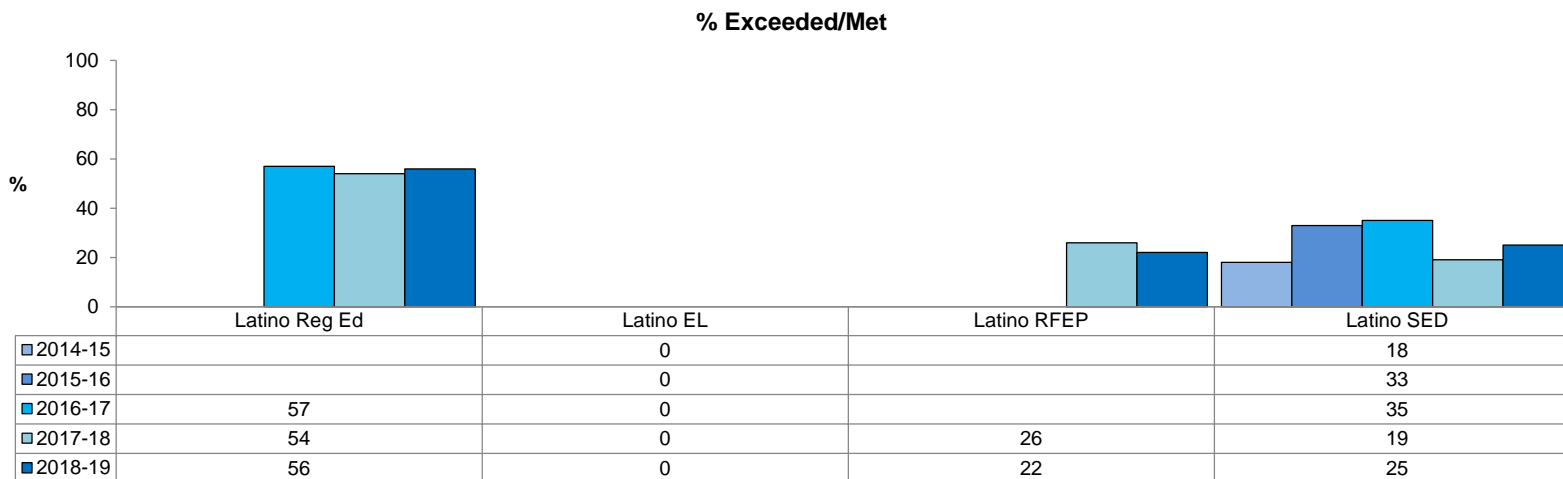 % Exceeded/Met
100
80
60
%
40
20
0
Latino Reg Ed Latino EL Latino RFEP Latino SED
2014-15 0 18
2015-16 0 33
2016-17 57 0 35
2017-18 54 0 26 19
2018-19 56 0 22 25